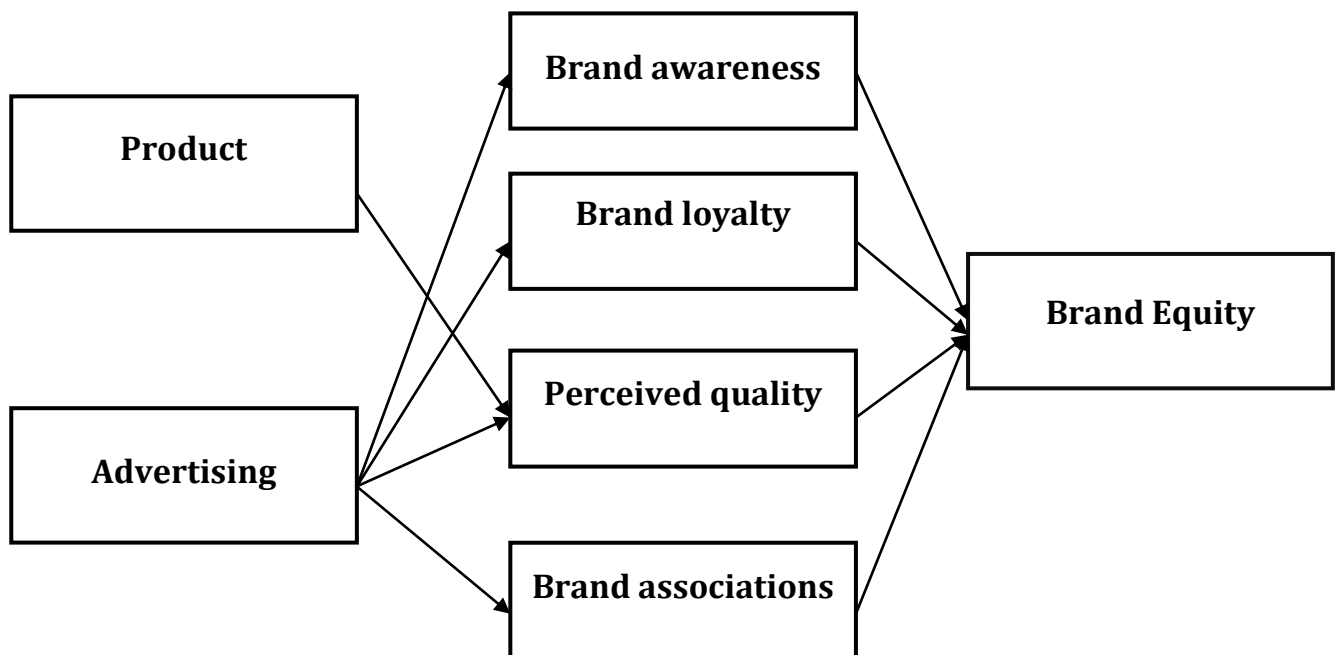 Brand awareness
Product
Brand loyalty
Brand Equity
Perceived quality
Advertising
Brand associations